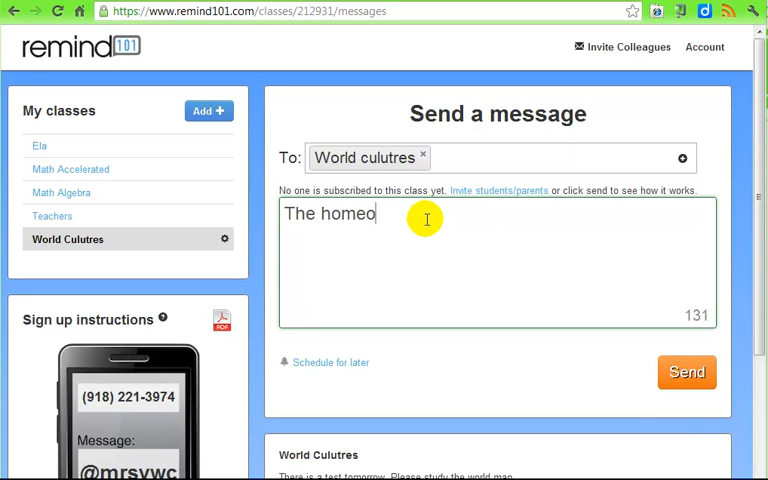 https://www.remind101.com/classes/212931/messages
remind101
Invite Colleagues
Account
My classes
Add +
Ela
Math Accelerated
Math Algebra
Teachers
World Culutres
Send a message
To: World culutres ×
No one is subscribed to this class yet. Invite students/parents or click send to see how it works.
The homeo
131
Schedule for later
Send
Sign up instructions ?
PDF
(918) 221-3974
Message:
@mrsvwc
World Culutres
There is a test tomorrow. Please study the world map